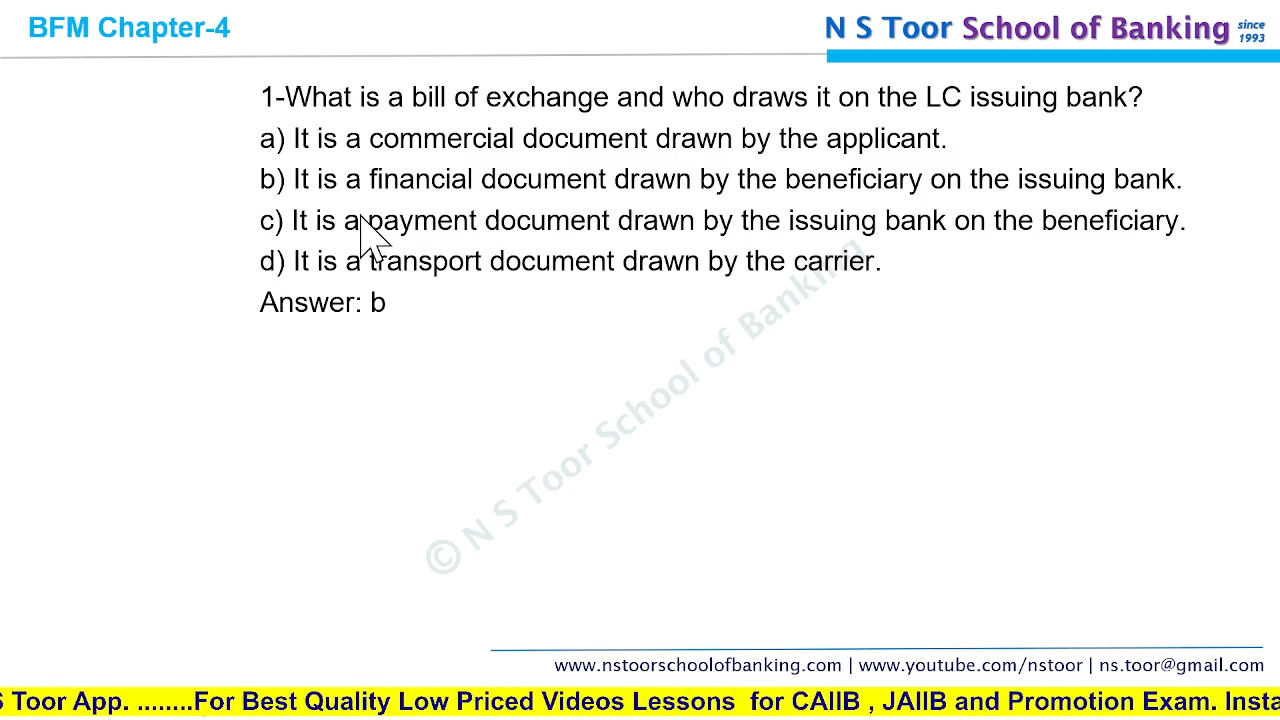 BFM Chapter-4
N S Toor School of Banking since 1993
1-What is a bill of exchange and who draws it on the LC issuing bank?
a) It is a commercial document drawn by the applicant.
b) It is a financial document drawn by the beneficiary on the issuing bank.
c) It is a payment document drawn by the issuing bank on the beneficiary.
d) It is a transport document drawn by the carrier.
Answer: b
© N S Toor School of Banking
www.nstoorschoolofbanking.com | www.youtube.com/nstoor | ns.toor@gmail.com
S Toor App. ........For Best Quality Low Priced Videos Lessons for CAIIB , JAIIB and Promotion Exam. Insta